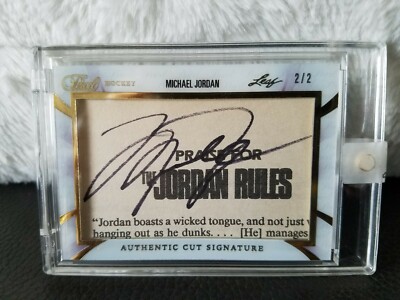 Pearl HOCKEY MICHAEL JORDAN Leaf 2/2
PRAISE FOR
THE JORDAN RULES
"Jordan boasts a wicked tongue, and not just
hanging out as he dunks. . . . [He] manages
AUTHENTIC CUT SIGNATURE